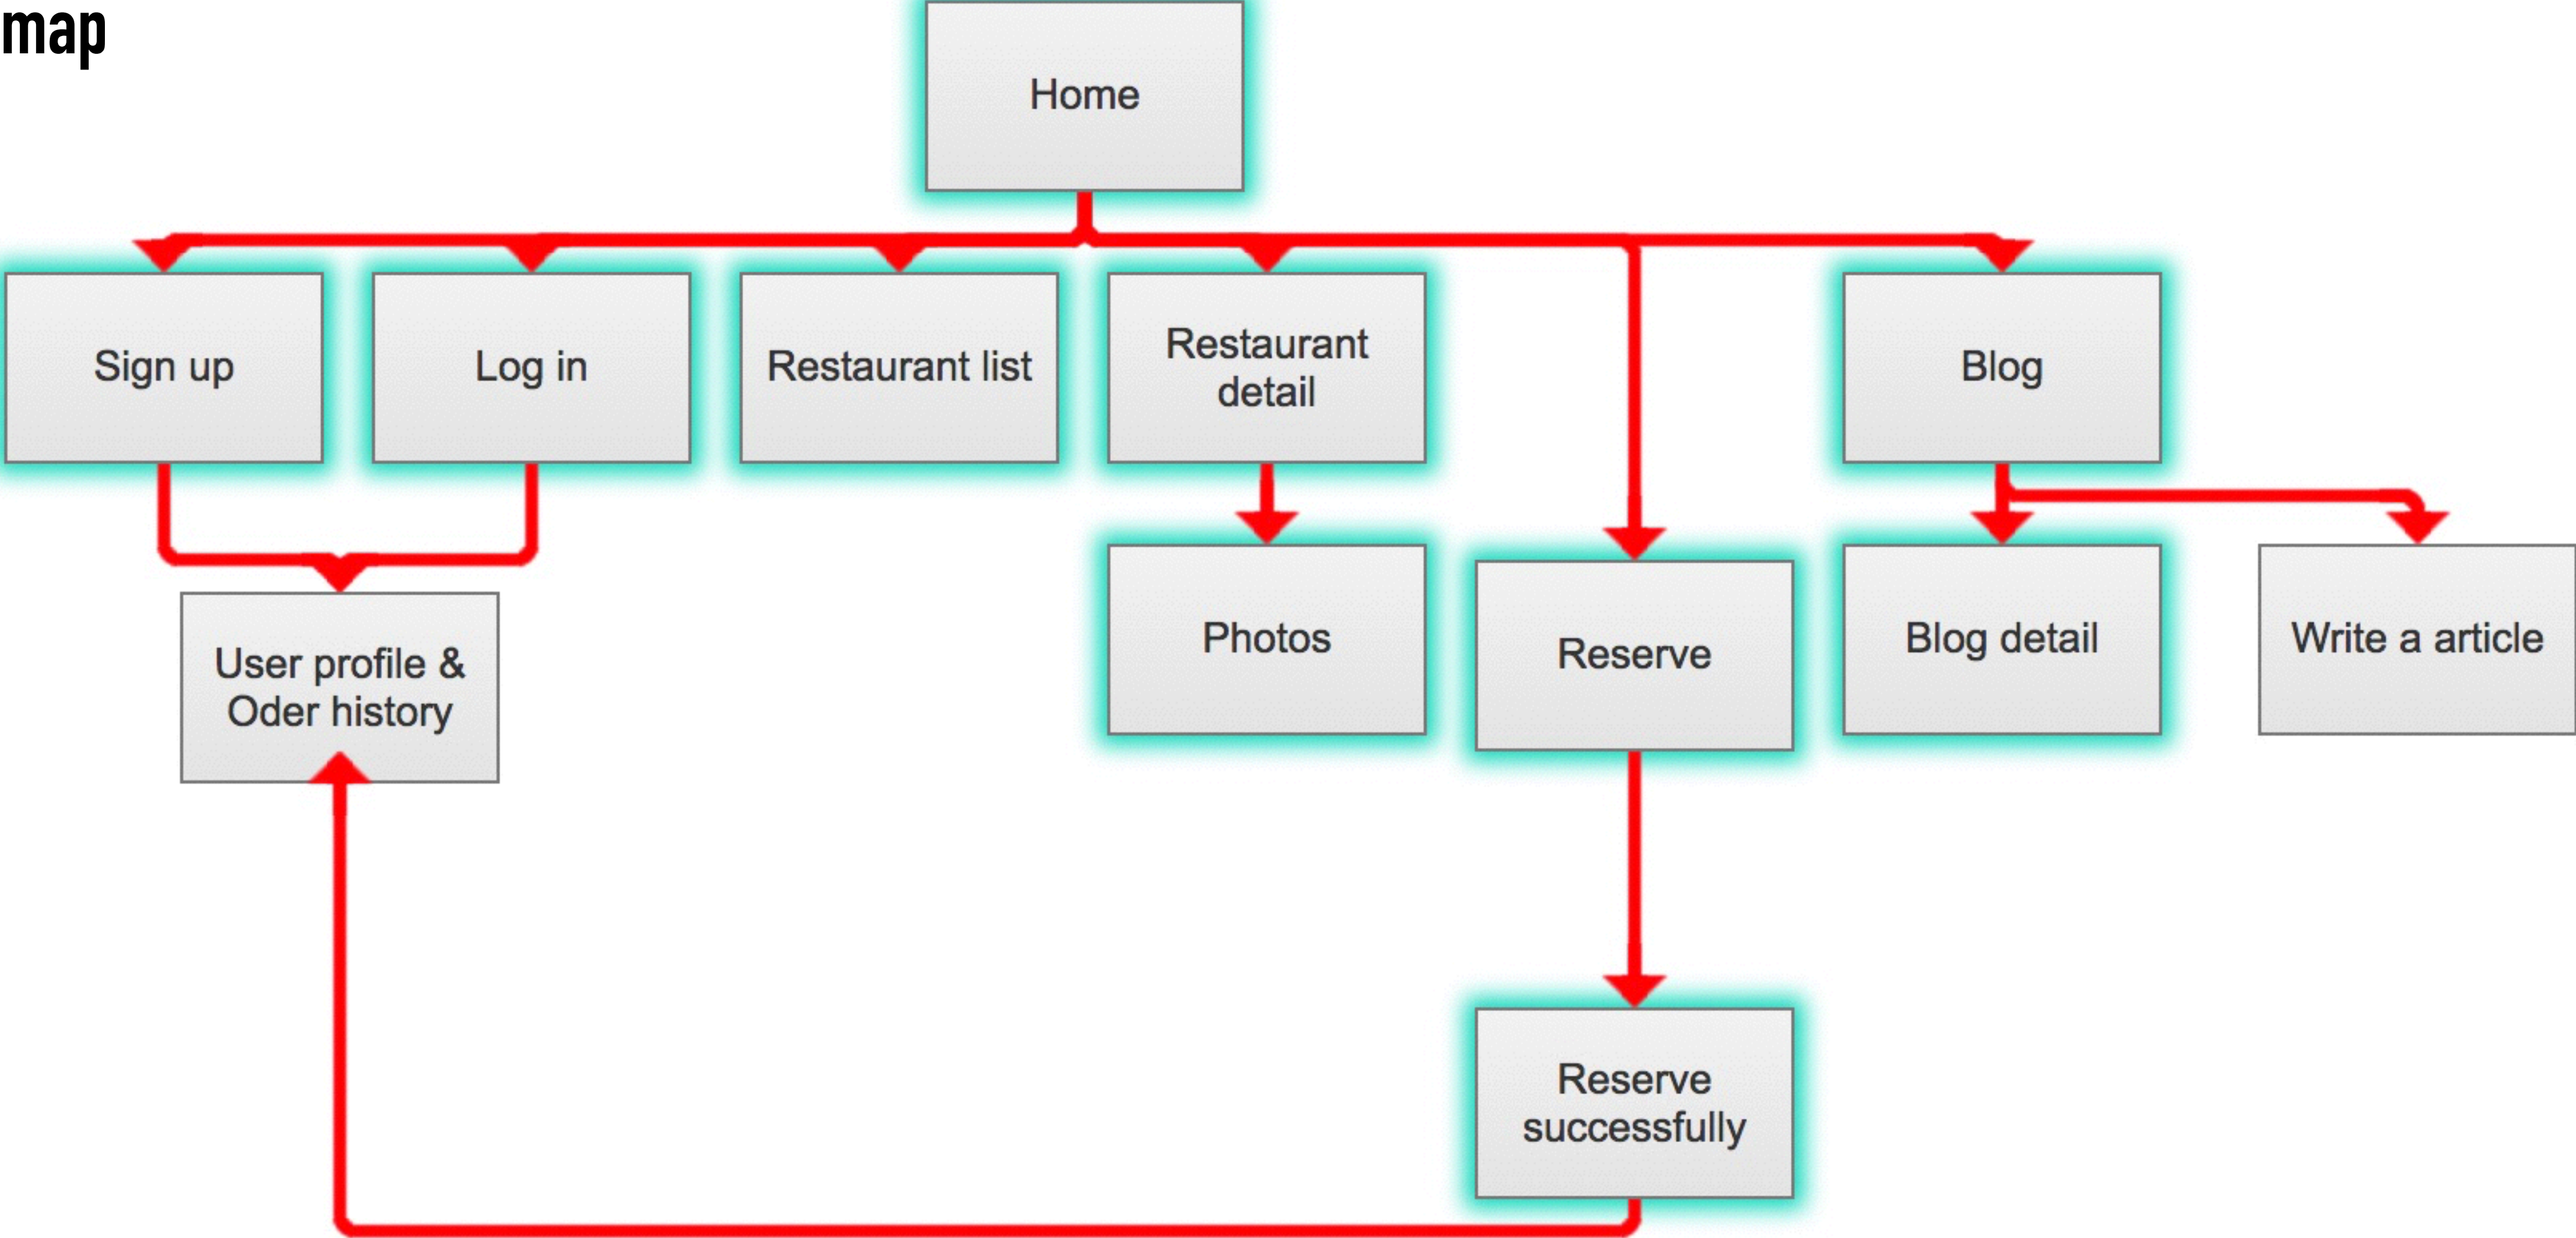 map
Home
Sign up
Log in
Restaurant list
Restaurant
detail
Blog
User profile &
Oder history
Photos
Reserve
Blog detail
Write a article
Reserve
successfully